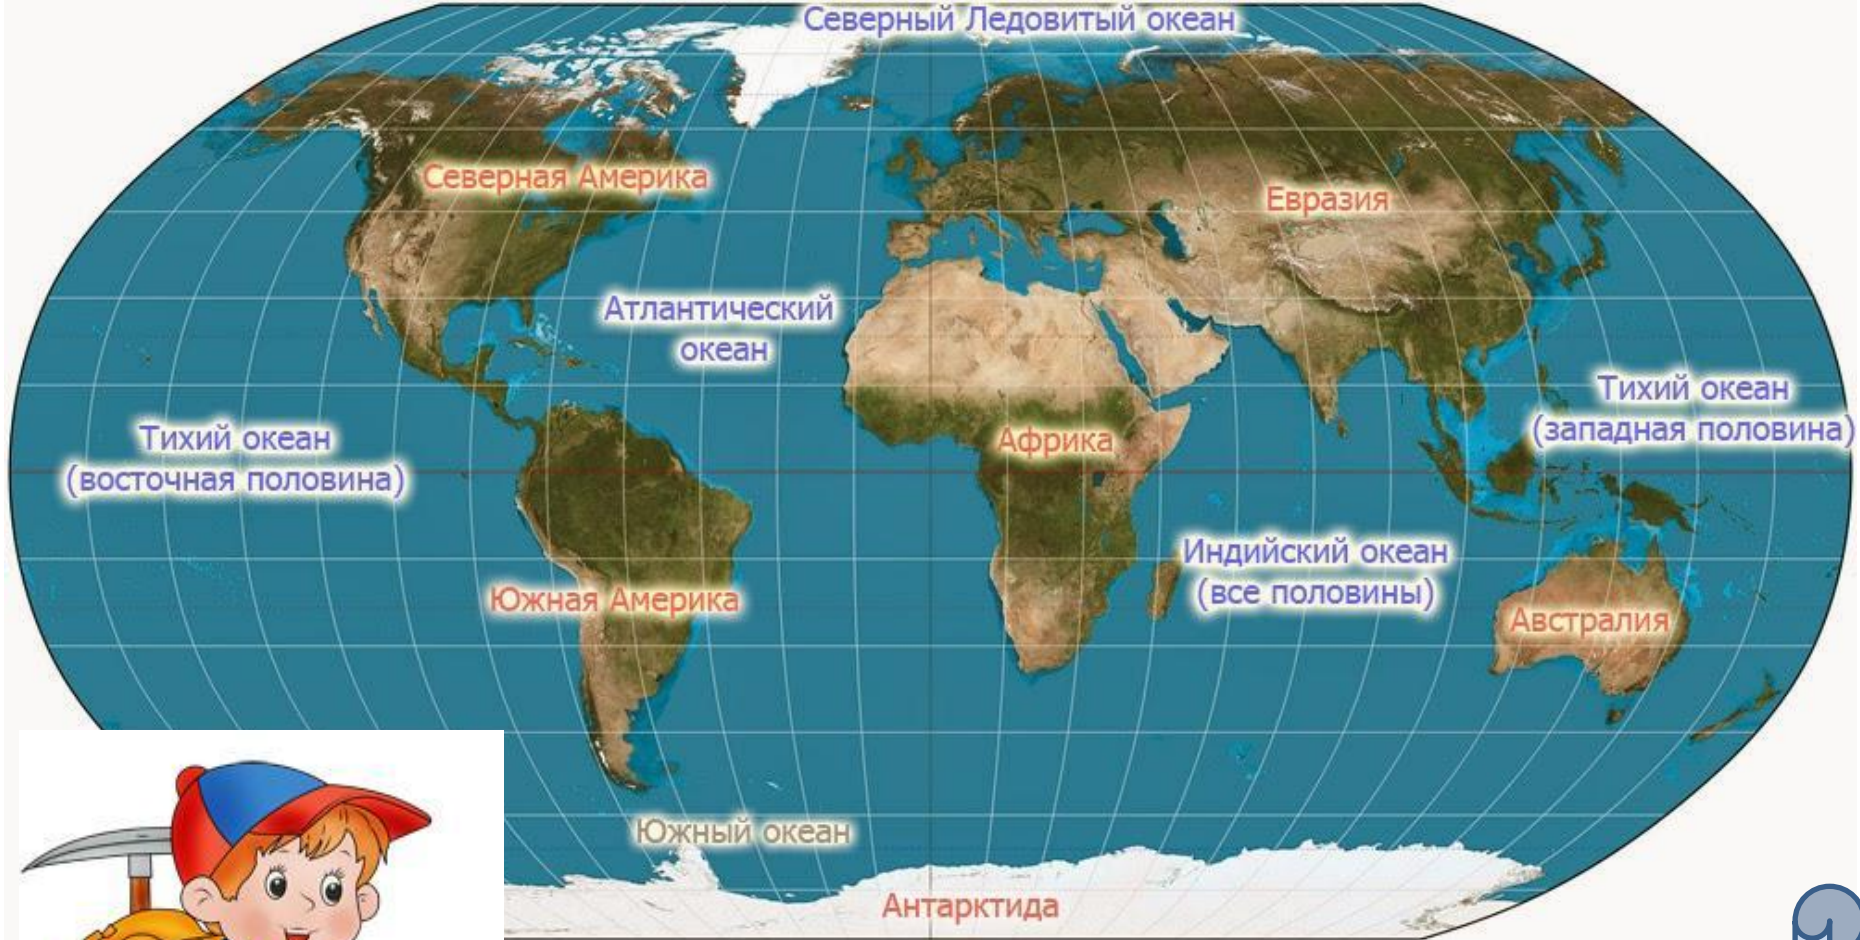 Северный Ледовитый океан
Северная Америка
Евразия
Атлантический
океан
Тихий океан
(западная половина)
Тихий океан
(восточная половина)
Африка
Индийский океан
(все половины)
Южная Америка
Австралия
Южный океан
Антарктида